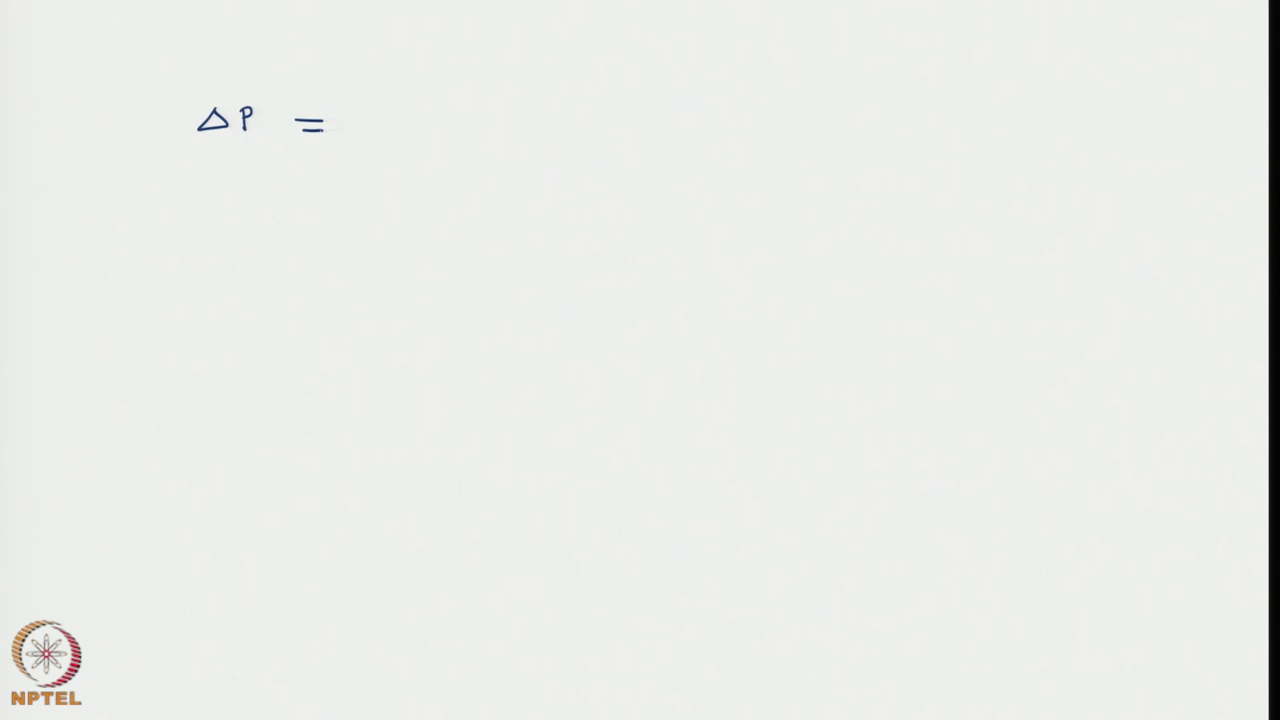 ΔP =
NPTEL